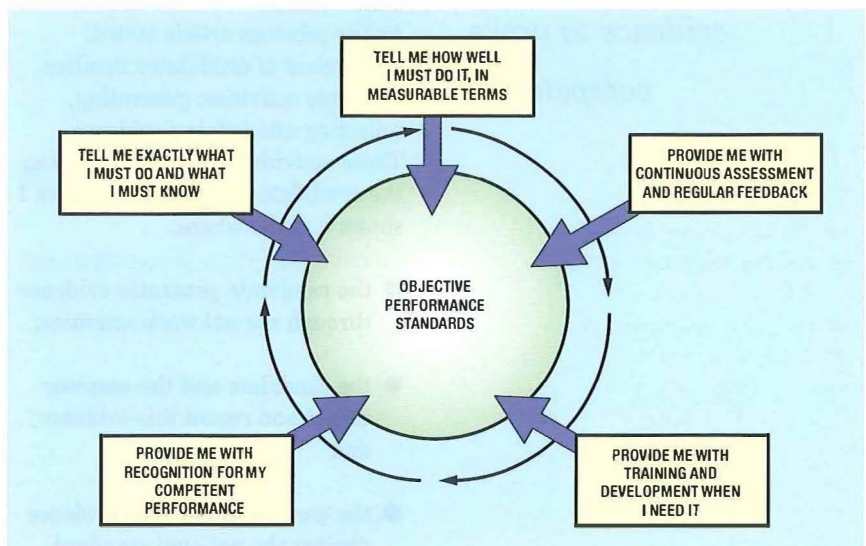 TELL ME HOW WELL
I MUST DO IT, IN
MEASURABLE TERMS
TELL ME EXACTLY WHAT
I MUST DO AND WHAT
I MUST KNOW
PROVIDE ME WITH
CONTINUOUS ASSESSMENT
AND REGULAR FEEDBACK
OBJECTIVE
PERFORMANCE
STANDARDS
PROVIDE ME WITH
RECOGNITION FOR MY
COMPETENT
PERFORMANCE
PROVIDE ME WITH
TRAINING AND
DEVELOPMENT WHEN
I NEED IT